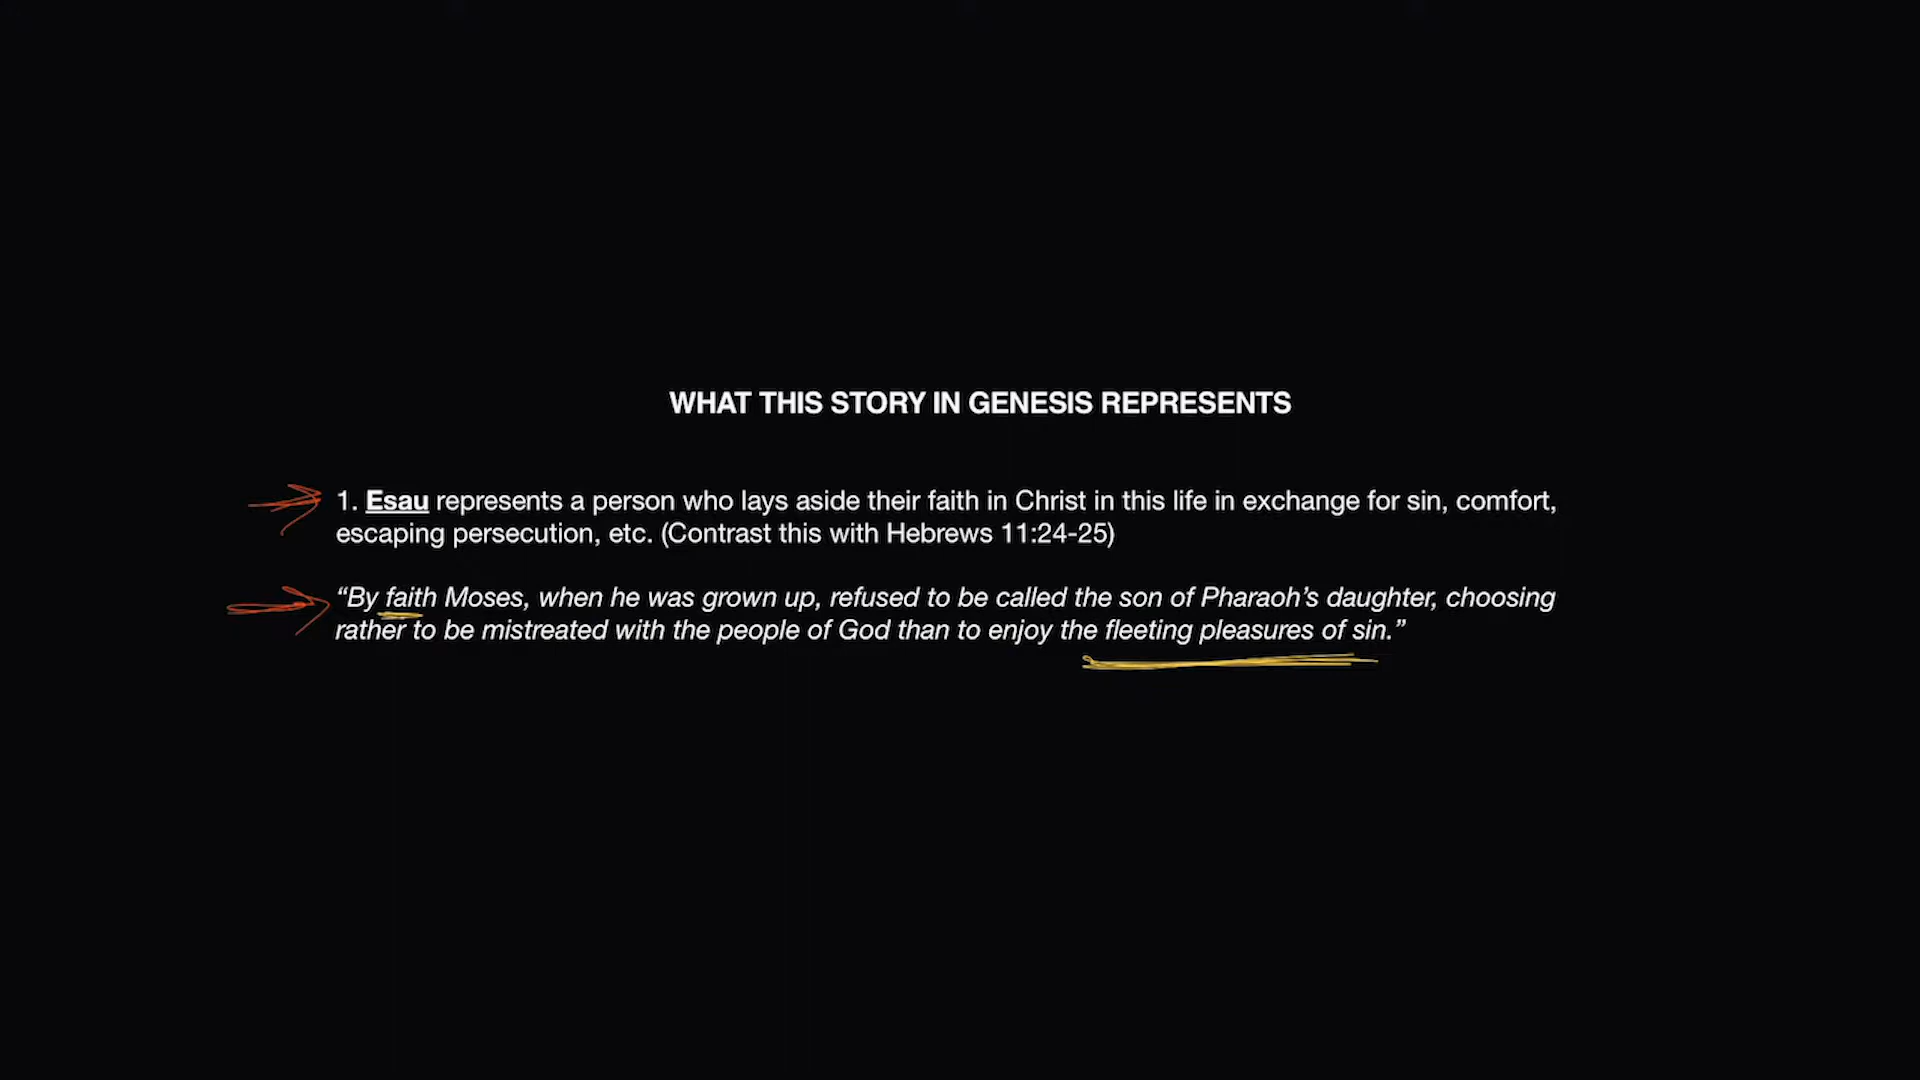 WHAT THIS STORY IN GENESIS REPRESENTS
1. Esau represents a person who lays aside their faith in Christ in this life in exchange for sin, comfort,
escaping persecution, etc. (Contrast this with Hebrews 11:24-25)
“By faith Moses, when he was grown up, refused to be called the son of Pharaoh’s daughter, choosing
rather to be mistreated with the people of God than to enjoy the fleeting pleasures of sin.”